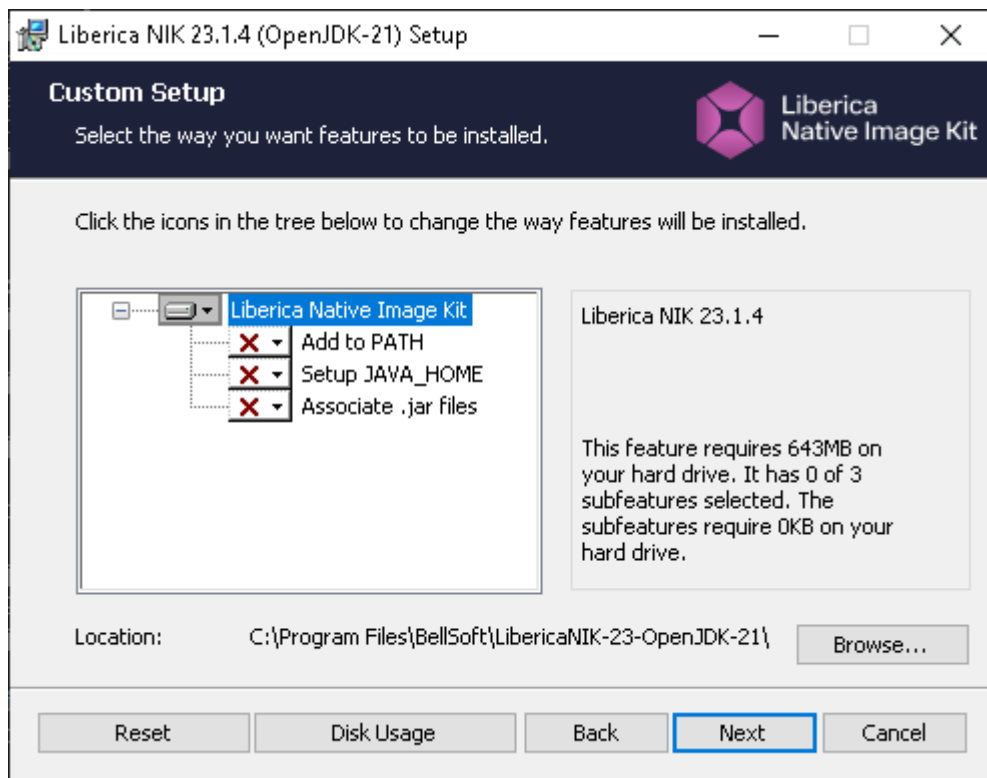 Liberica NIK 23.1.4 (OpenJDK-21) Setup
Custom Setup
Select the way you want features to be installed.
Liberica
Native Image Kit
Click the icons in the tree below to change the way features will be installed.
Liberica Native Image Kit
Add to PATH
Setup JAVA_HOME
Associate .jar files
Liberica NIK 23.1.4
This feature requires 643MB on
your hard drive. It has 0 of 3
subfeatures selected. The
subfeatures require 0KB on your
hard drive.
Location: C:\Program Files\BellSoft\LibericaNIK-23-OpenJDK-21\ Browse...
Reset Disk Usage Back Next Cancel